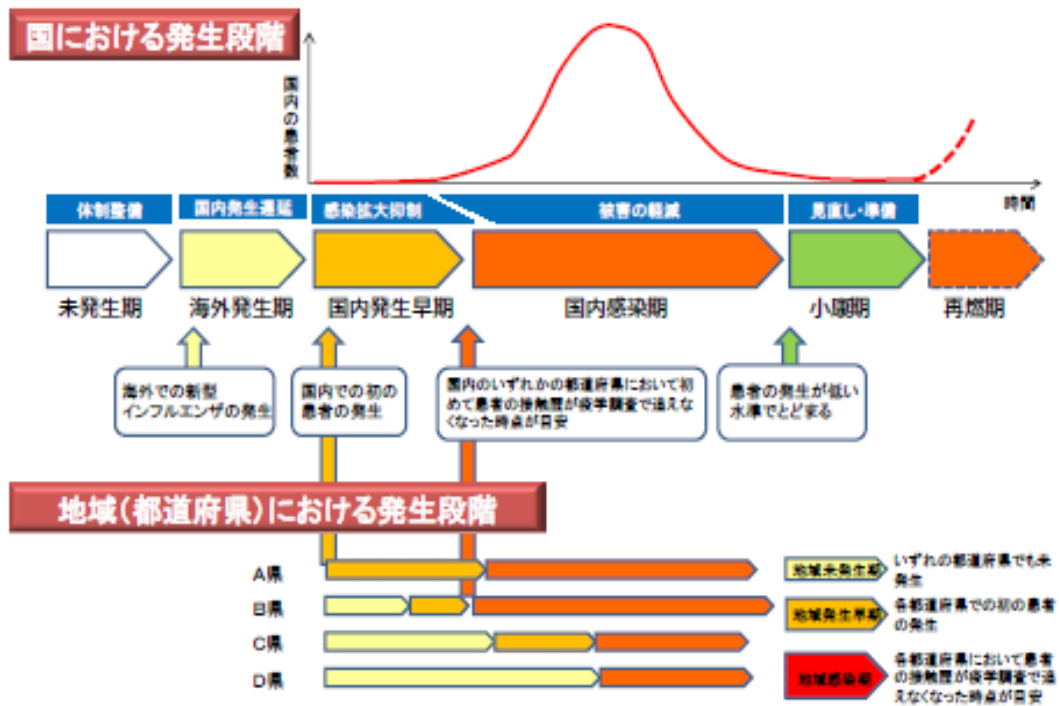 国における発生段階
国内の患者数
時間
体制整備
国内発生遅延
感染拡大抑制
被害の軽減
見直し・準備
未発生期
海外発生期
国内発生早期
国内感染期
小康期
再燃期
海外での新型
インフルエンザの発生
国内での初の
患者の発生
国内のいずれかの都道府県において初
めて患者の接触歴が疫学調査で追えな
くなった時点が目安
患者の発生が低い
水準でとどまる
地域(都道府県)における発生段階
A県
B県
C県
D県
地域未発生期
いずれの都道府県でも未
発生
地域発生早期
各都道府県での初の患者
の発生
地域感染期
各都道府県において患者
の接触歴が疫学調査で追
えなくなった時点が目安